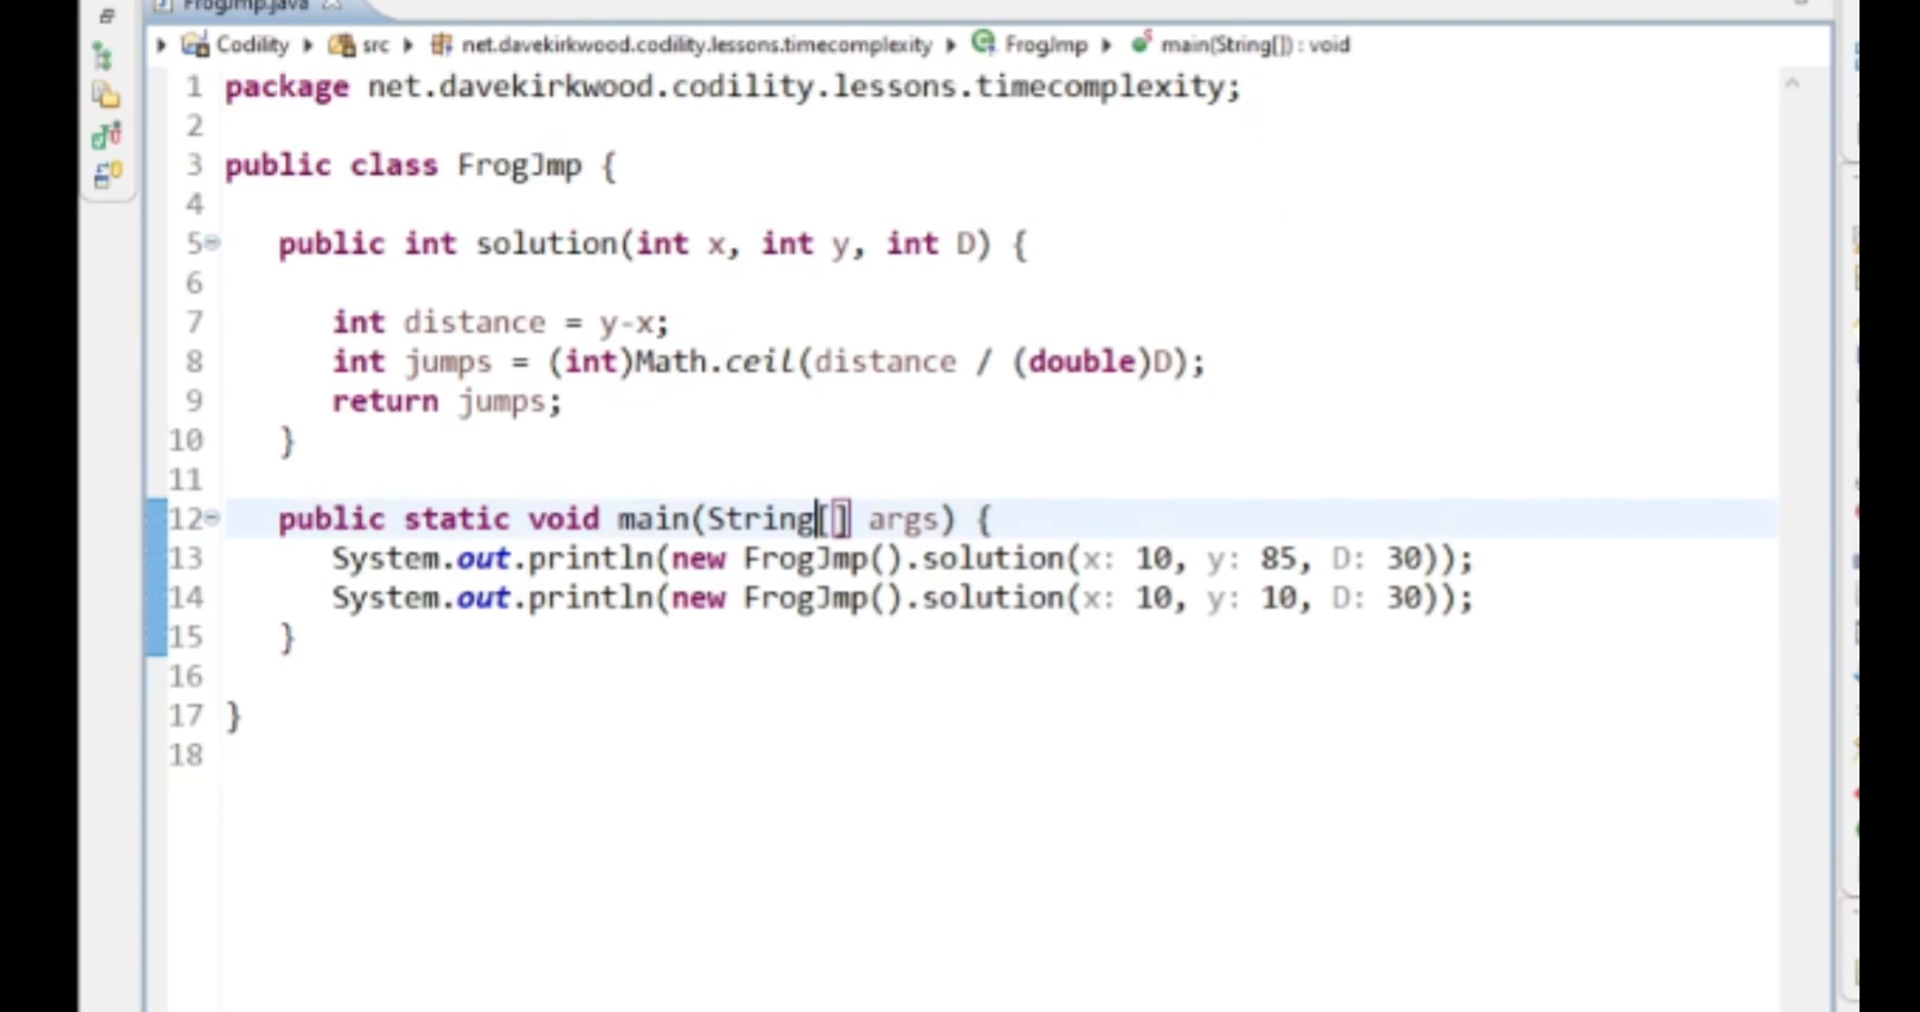 FrogJmp.java
Codility src net.davekirkwood.codility.lessons.timecomplexity FrogJmp main(String[]) : void
1 package net.davekirkwood.codility.lessons.timecomplexity;
2
3 public class FrogJmp {
4
5 public int solution(int x, int y, int D) {
6
7 int distance = y-x;
8 int jumps = (int)Math.ceil(distance / (double)D);
9 return jumps;
10 }
11
12 public static void main(String[] args) {
13 System.out.println(new FrogJmp().solution(x: 10, y: 85, D: 30));
14 System.out.println(new FrogJmp().solution(x: 10, y: 10, D: 30));
15 }
16
17 }
18